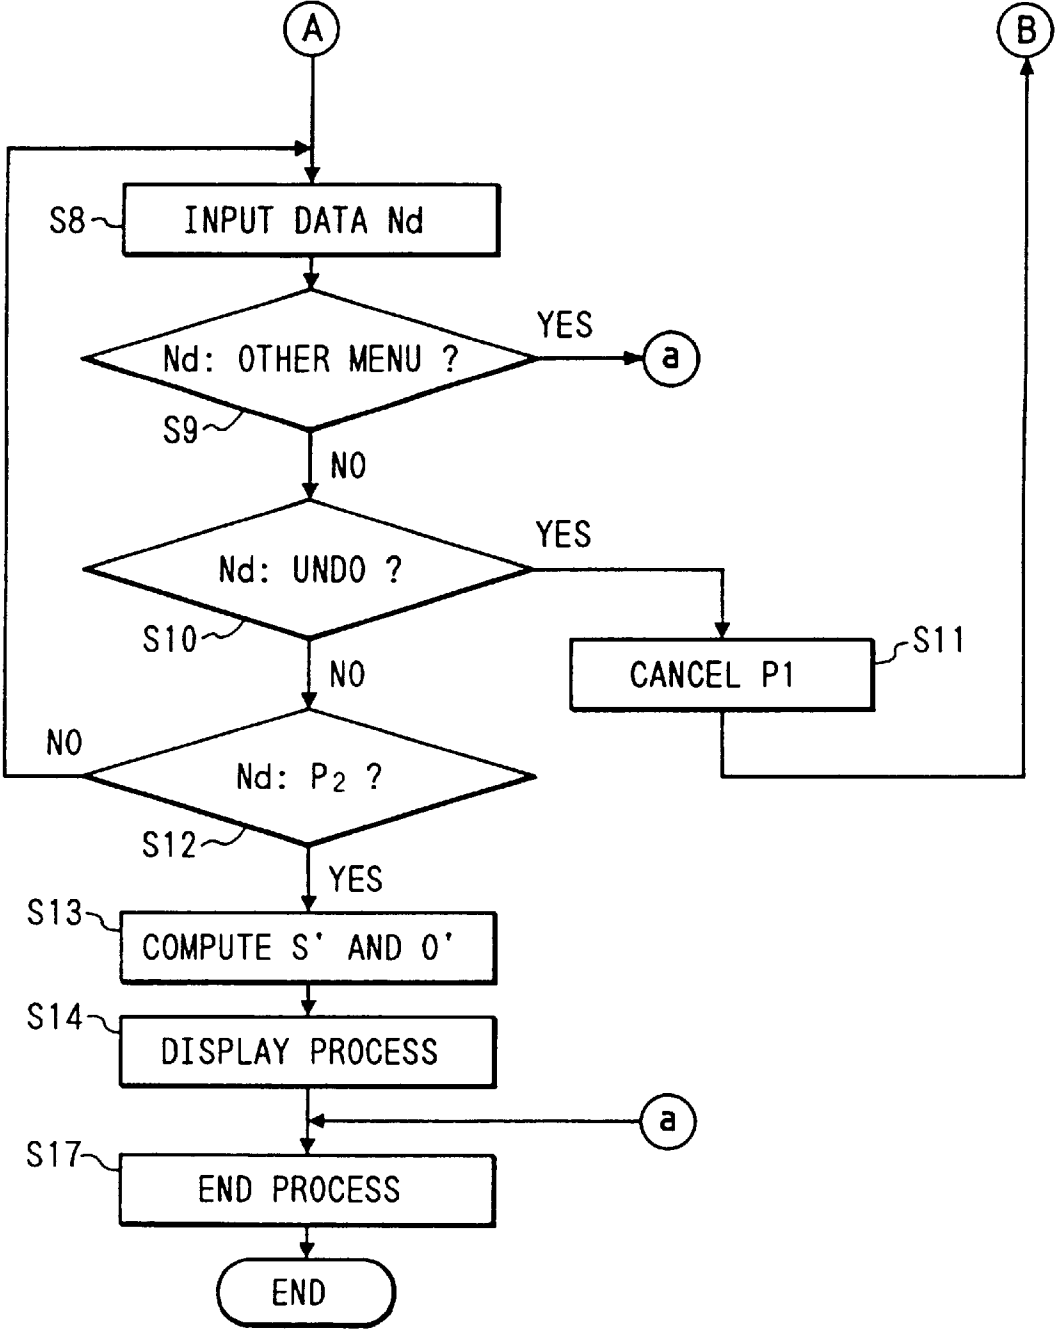 A
B
S8
INPUT DATA Nd
YES
Nd: OTHER MENU ?
a
S9
NO
YES
Nd: UNDO ?
S10
S11
CANCEL P1
NO
NO
Nd: P₂ ?
S12
YES
S13
COMPUTE S' AND O'
S14
DISPLAY PROCESS
a
S17
END PROCESS
END